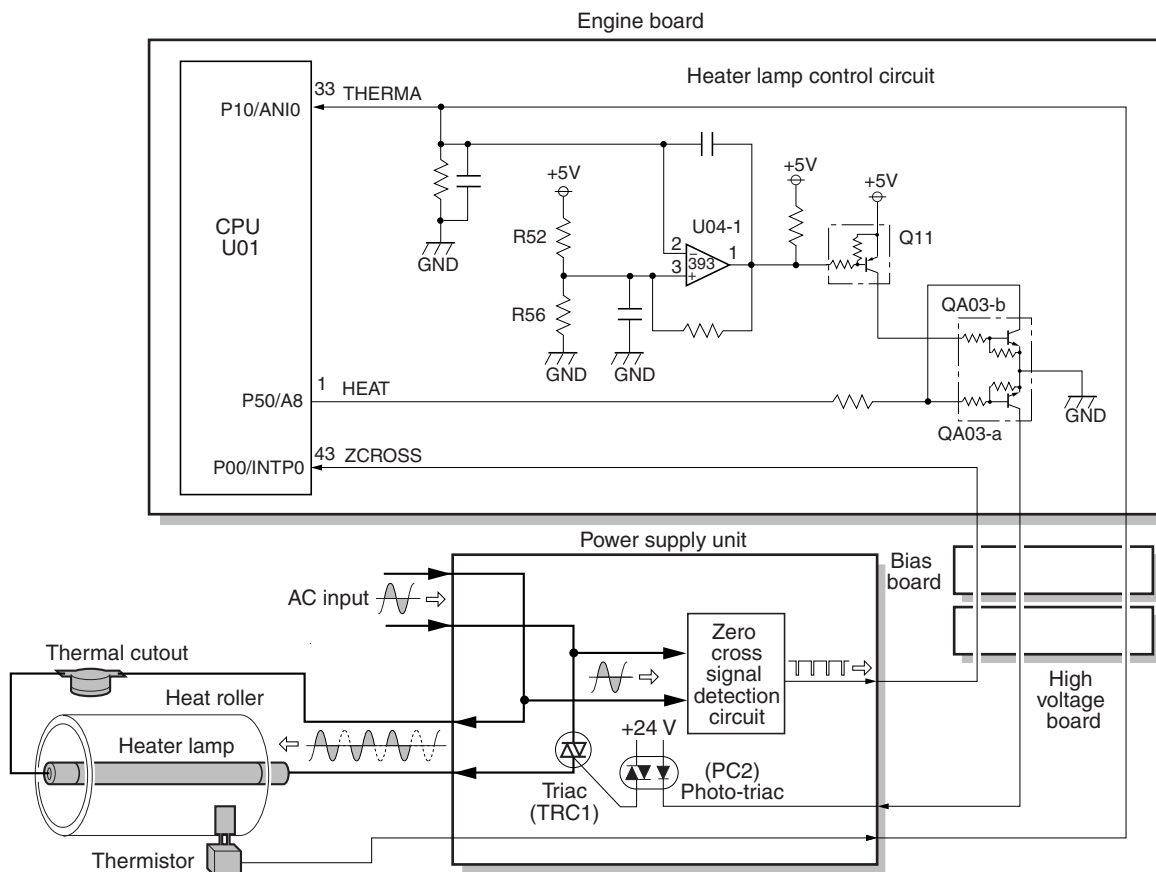 Engine board
Heater lamp control circuit
33 THERMA
P10/ANI0
CPU
U01
GND
+5V
R52
R56
GND
GND
U04-1
2
3
393
1
−
+
+5V
+5V
Q11
QA03-b
GND
QA03-a
1 HEAT
P50/A8
43 ZCROSS
P00/INTP0
Power supply unit
Bias
board
High
voltage
board
AC input
Zero
cross
signal
detection
circuit
+24 V
(PC2)
Photo-triac
Triac
(TRC1)
Thermal cutout
Heat roller
Heater lamp
Thermistor